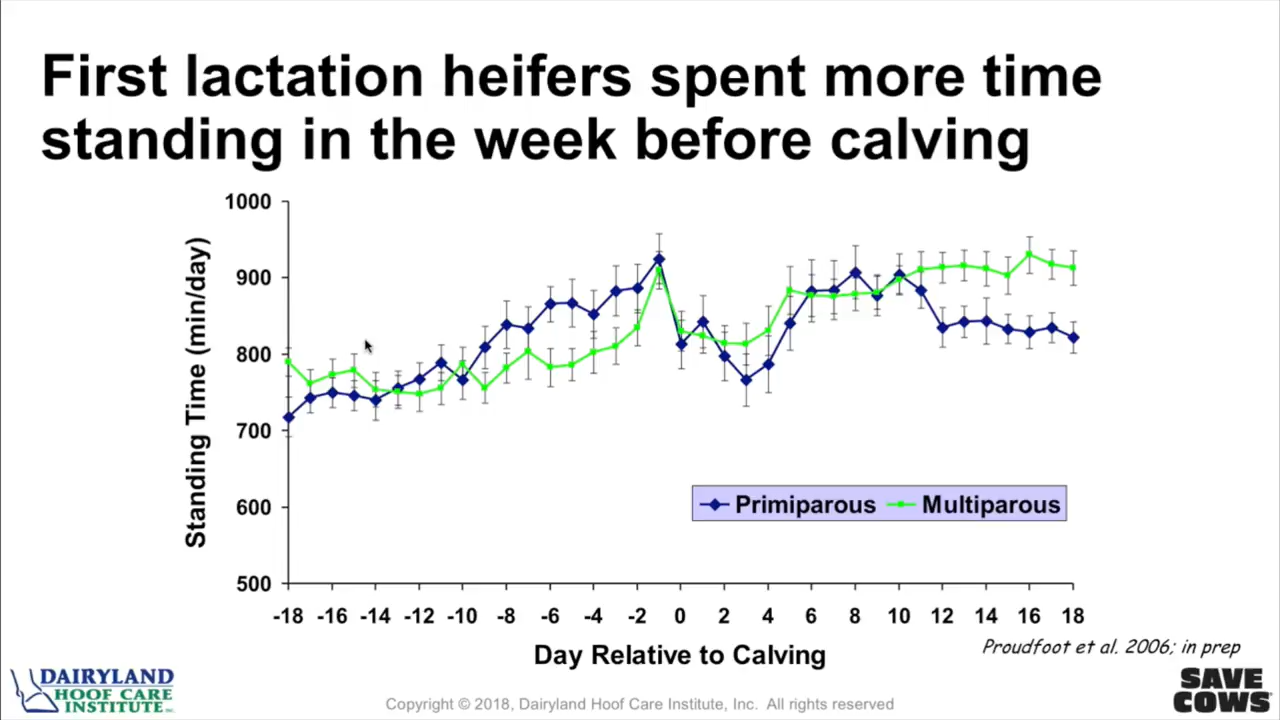 First lactation heifers spent more time
standing in the week before calving
1000
900
800
700
600
500
Standing Time (min/day)
Primiparous Multiparous
-18 -16 -14 -12 -10 -8 -6 -4 -2 0 2 4 6 8 10 12 14 16 18
Day Relative to Calving
Proudfoot et al. 2006; in prep
DAIRYLAND
HOOF CARE
INSTITUTE INC.
Copyright © 2018, Dairyland Hoof Care Institute, Inc. All rights reserved
SAVE
COWS